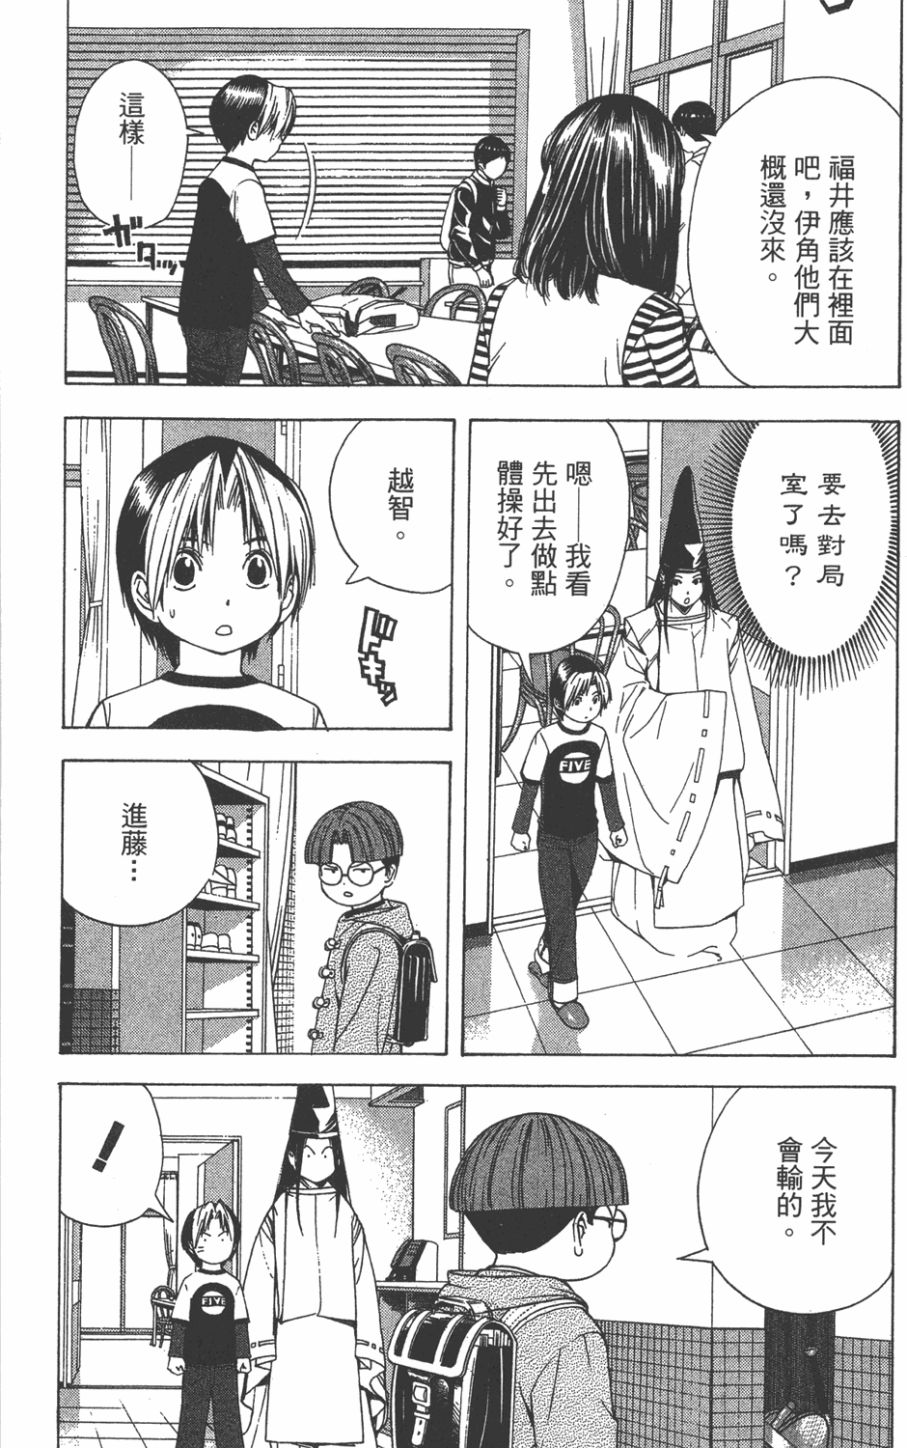 福井應該在裡面
吧，伊角他們大
概還沒來。
這樣——
ガタッ
要去對局
室了嗎？
嗯——我看
先出去做點
體操好了。
FIVE
越智。
ドキッ
進藤…
今天我不
會輸的。
！
FIVE